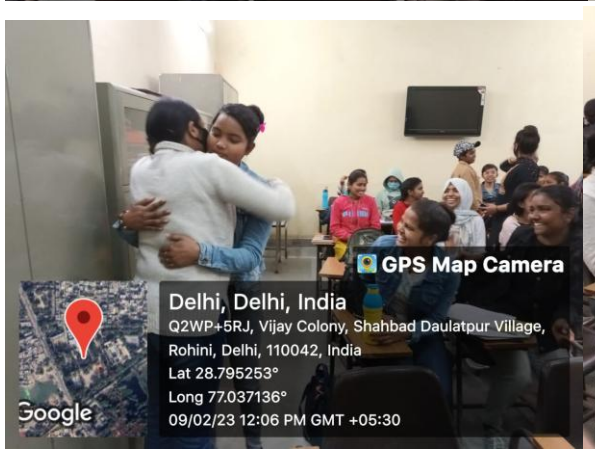 GPS Map Camera
Delhi, Delhi, India
Q2WP+5RJ, Vijay Colony, Shahbad Daulatpur Village,
Rohini, Delhi, 110042, India
Lat 28.795253°
Long 77.037136°
09/02/23 12:06 PM GMT +05:30
Google